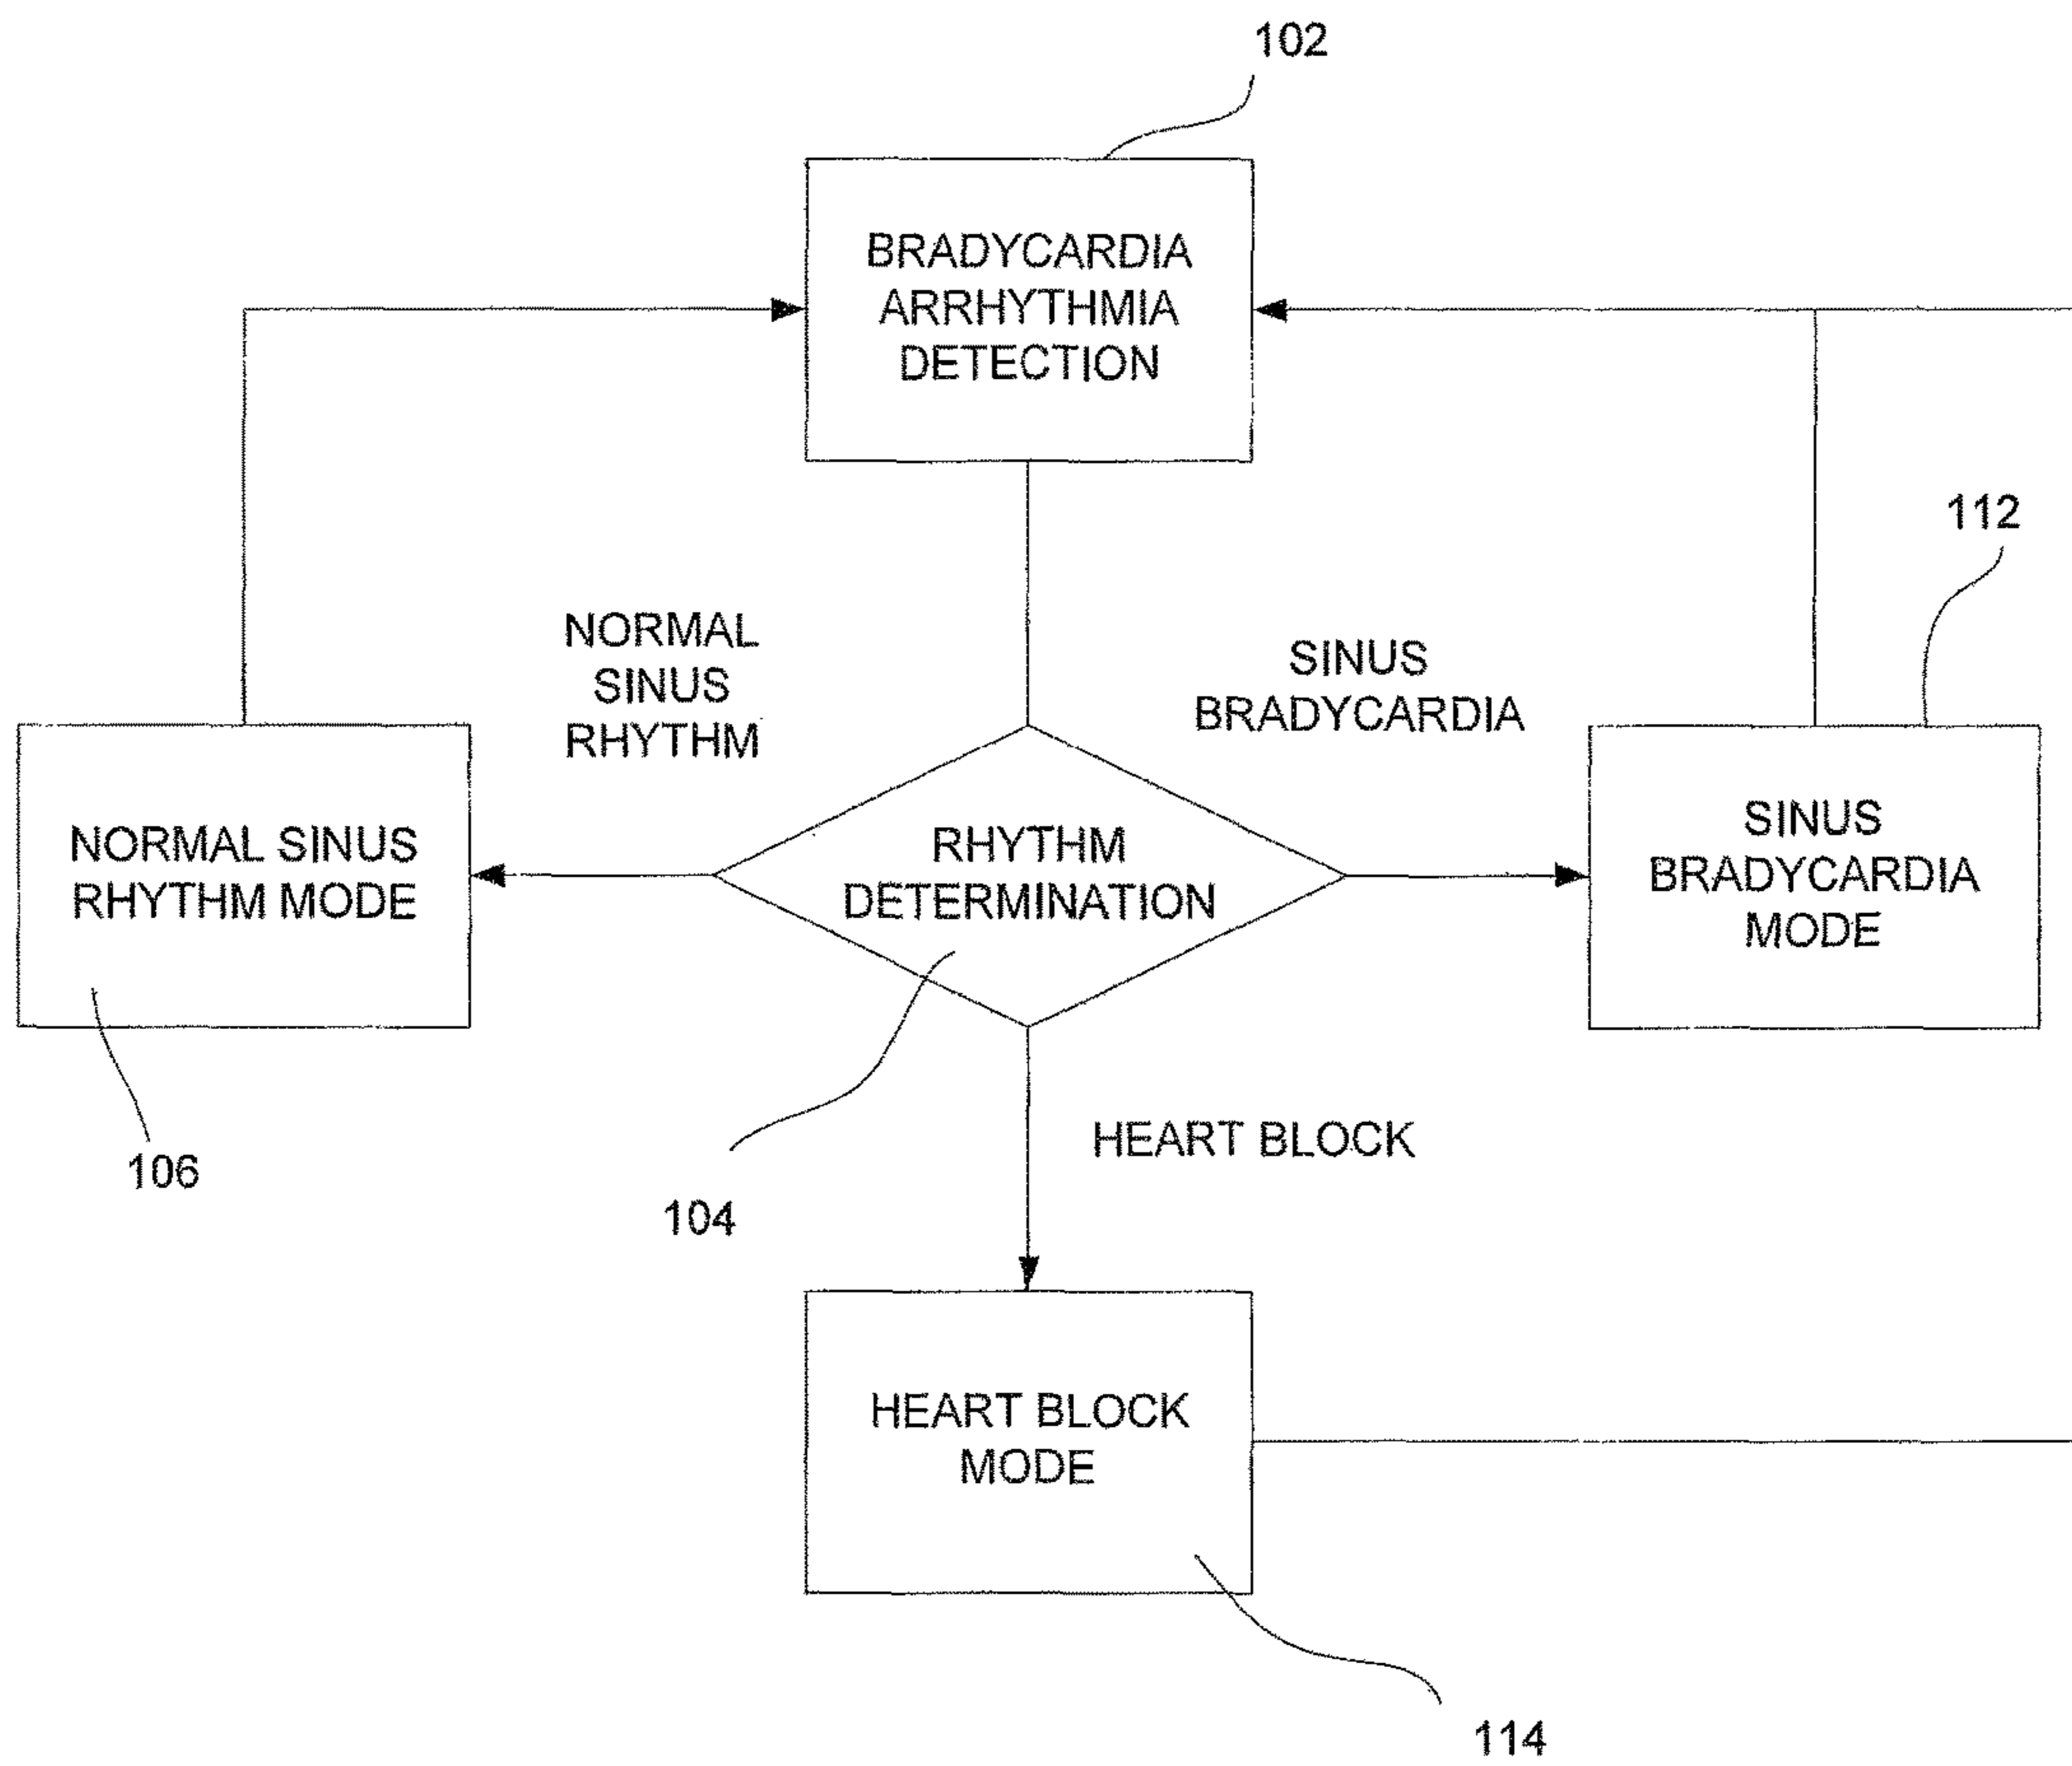 102
BRADYCARDIA
ARRHYTHMIA
DETECTION
112
NORMAL
SINUS
RHYTHM
SINUS
BRADYCARDIA
NORMAL SINUS
RHYTHM MODE
RHYTHM
DETERMINATION
SINUS
BRADYCARDIA
MODE
106
104
HEART BLOCK
HEART BLOCK
MODE
114